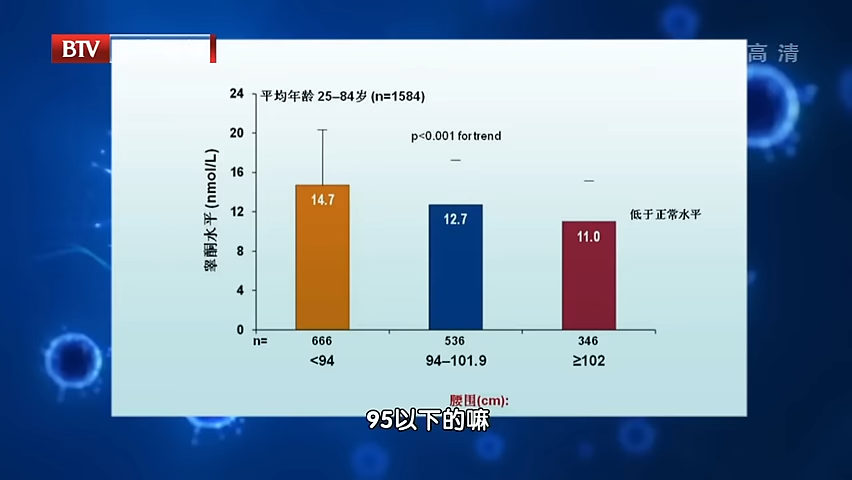 BTV
高清
平均年龄 25–84岁 (n=1584)
p<0.001 for trend
睾酮水平 (nmol/L)
24
20
16
12
8
4
0
14.7
12.7
11.0
低于正常水平
n= 666 536 346
<94 94–101.9 ≥102
腰围(cm):
95以下的嘛